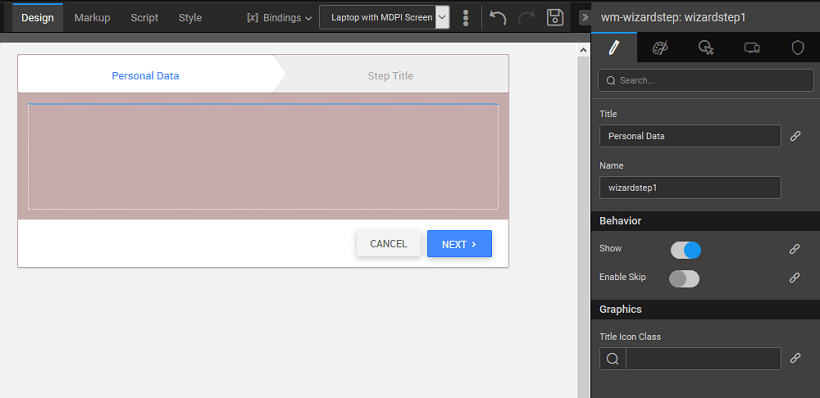 Design Markup Script Style [x] Bindings Laptop with MDPI Screen
wm-wizardstep: wizardstep1
Search...
Personal Data Step Title
Title
Personal Data
Name
wizardstep1
Behavior
Show
Enable Skip
CANCEL NEXT
Graphics
Title Icon Class